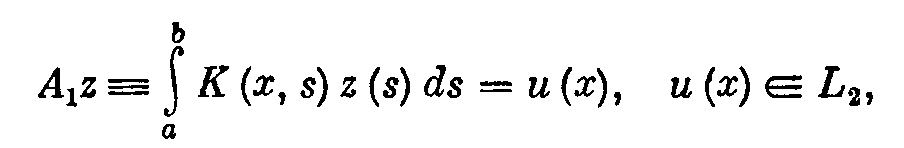 A₁z ≡ ∫ₐᵇ K (x, s) z (s) ds = u (x), u (x) ∈ L₂,